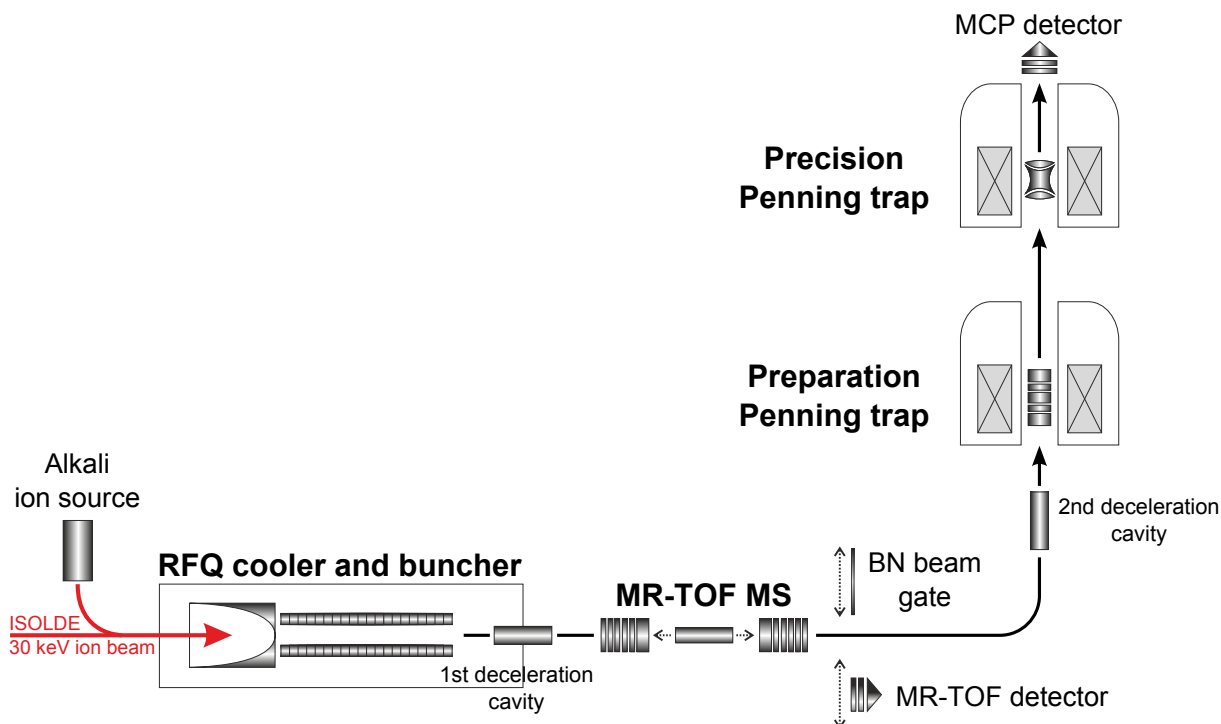 MCP detector
Precision
Penning trap
Preparation
Penning trap
Alkali
ion source
2nd deceleration
cavity
RFQ cooler and buncher
BN beam
gate
MR-TOF MS
ISOLDE
30 keV ion beam
1st deceleration
cavity
MR-TOF detector